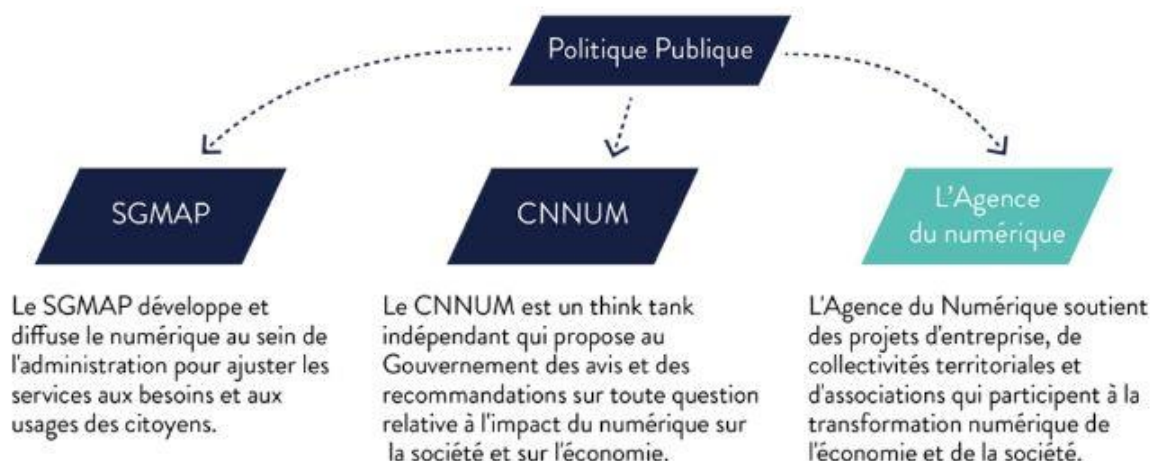 Politique Publique
SGMAP
CNNUM
L'Agence
du numérique
Le SGMAP développe et
diffuse le numérique au sein de
l'administration pour ajuster les
services aux besoins et aux
usages des citoyens.
Le CNNUM est un think tank
indépendant qui propose au
Gouvernement des avis et des
recommandations sur toute question
relative à l'impact du numérique sur
la société et sur l'économie.
L'Agence du Numérique soutient
des projets d'entreprise, de
collectivités territoriales et
d'associations qui participent à la
transformation numérique de
l'économie et de la société.